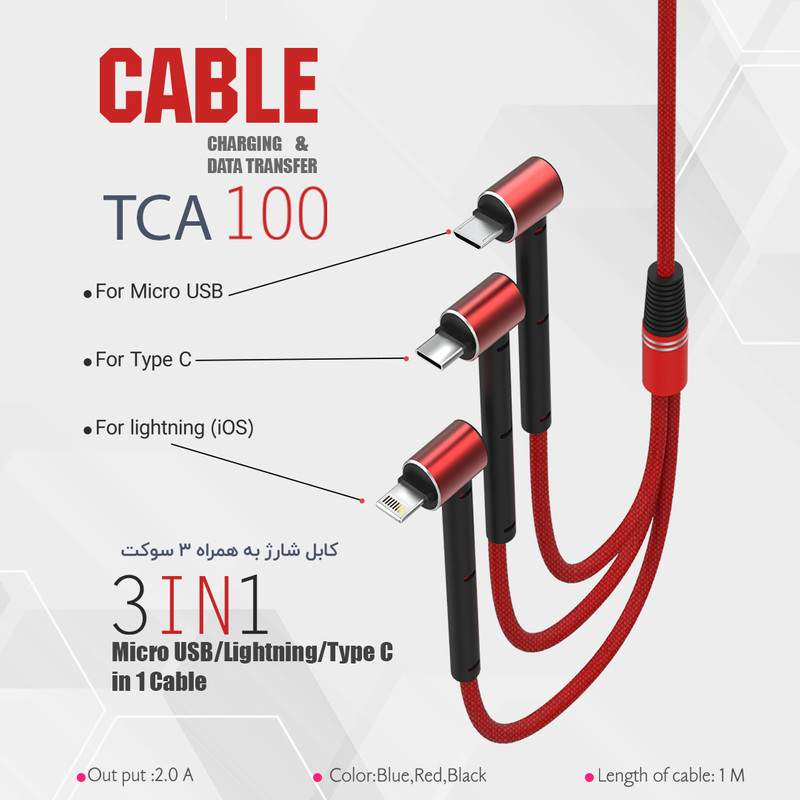 CABLE
CHARGING &
DATA TRANSFER
TCA 100
For Micro USB
For Type C
For lightning (iOS)
کابل شارژ به همراه ۳ سوکت
3IN1
Micro USB/Lightning/Type C
in 1 Cable
Out put :2.0 A
Color:Blue,Red,Black
Length of cable: 1 M